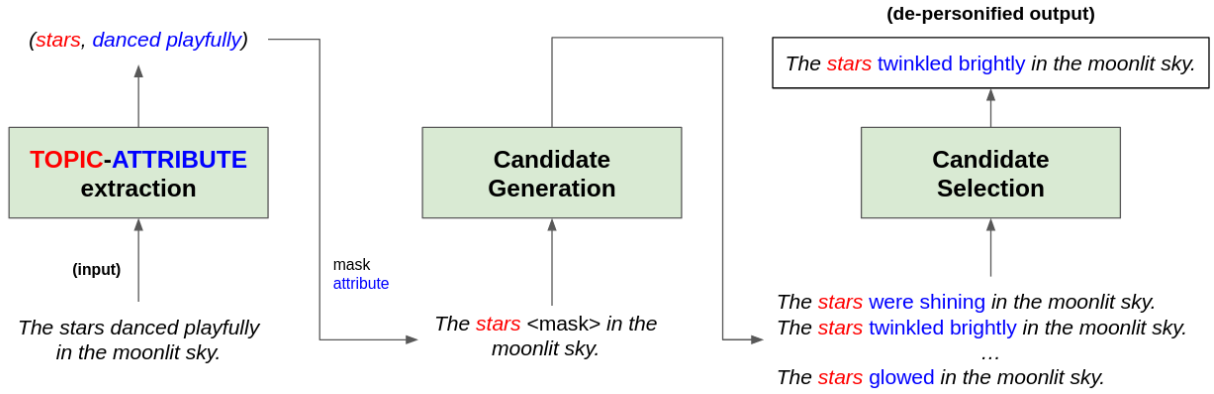 (stars, danced playfully)
TOPIC-ATTRIBUTE
extraction
(input)
The stars danced playfully
in the moonlit sky.
mask
attribute
Candidate
Generation
The stars <mask> in the
moonlit sky.
(de-personified output)
The stars twinkled brightly in the moonlit sky.
Candidate
Selection
The stars were shining in the moonlit sky.
The stars twinkled brightly in the moonlit sky.
...
The stars glowed in the moonlit sky.